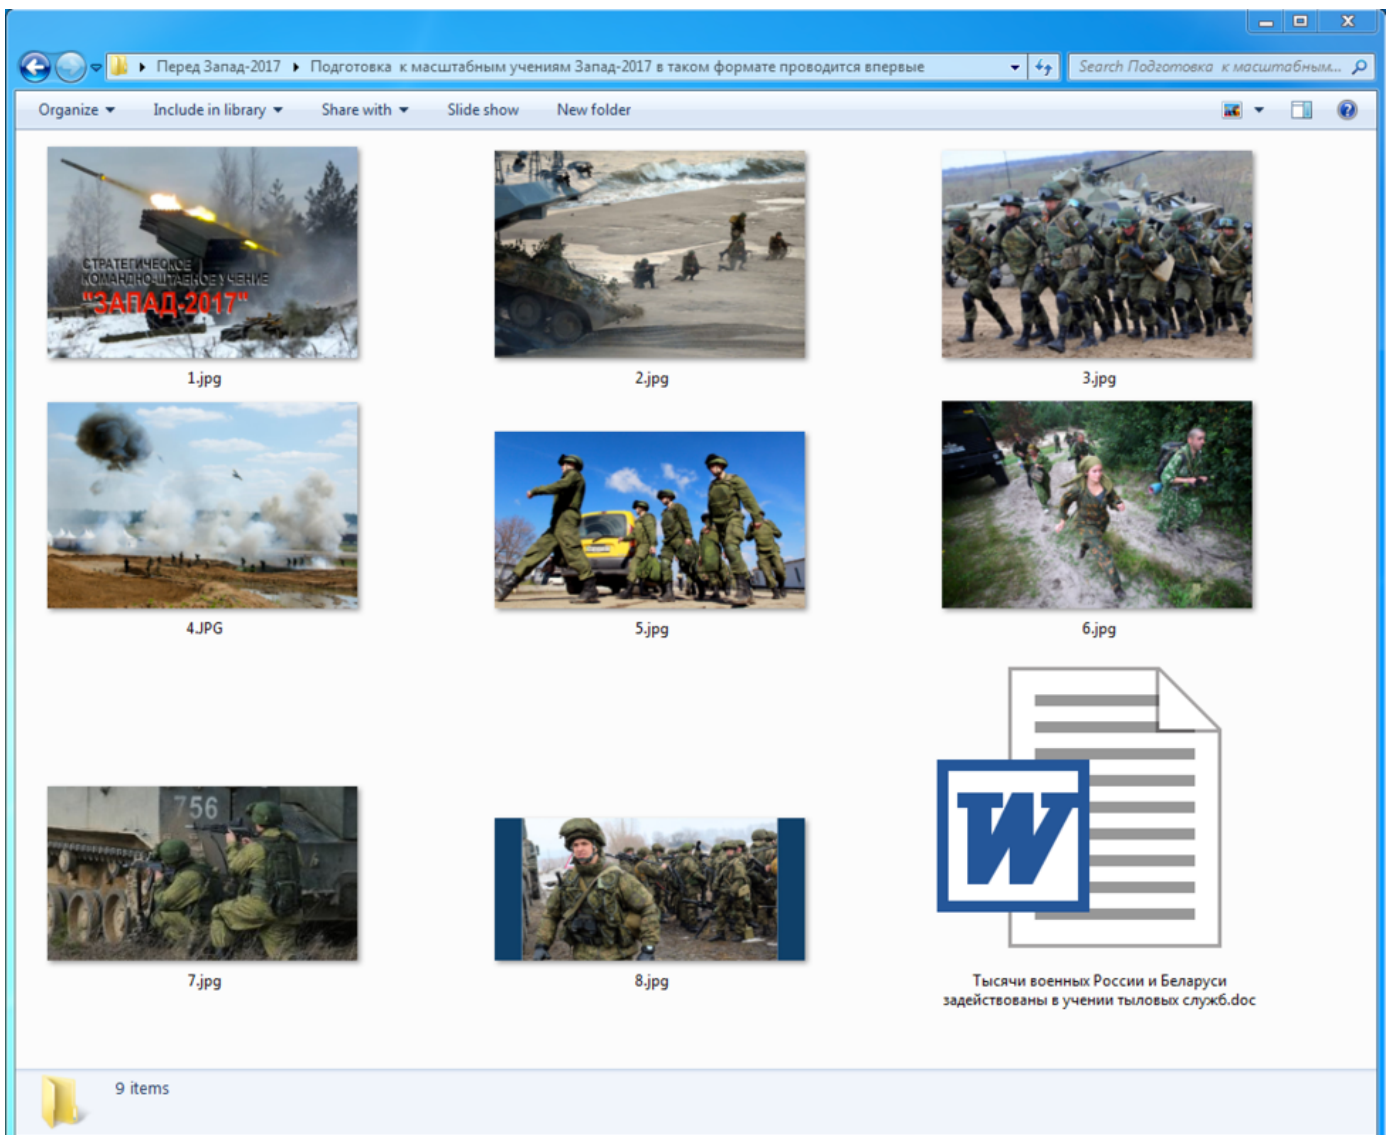 Перед Запад-2017 Подготовка к масштабным учениям Запад-2017 в таком формате проводится впервые Search Подготовка к масштабным...
Organize Include in library Share with Slide show New folder
СТРАТЕГИЧЕСКОЕ
КОМАНДНО-ШТАБНОЕ УЧЕНИЕ
"ЗАПАД-2017"
1.jpg 2.jpg 3.jpg
4.JPG 5.jpg 6.jpg
756
W
7.jpg 8.jpg Тысячи военных России и Беларуси
задействованы в учении тыловых служб.doc
9 items